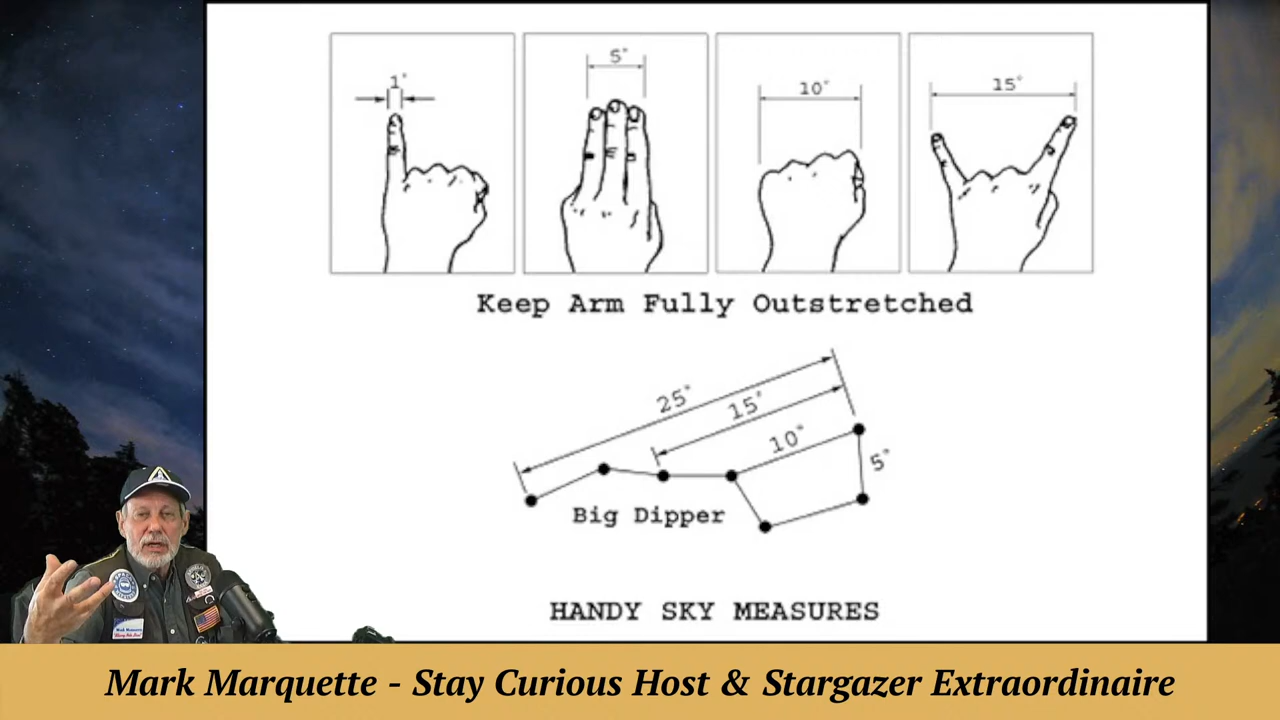 1°
5°
10°
15°
Keep Arm Fully Outstretched
25°
15°
10°
5°
Big Dipper
HANDY SKY MEASURES
Mark Marquette - Stay Curious Host & Stargazer Extraordinaire